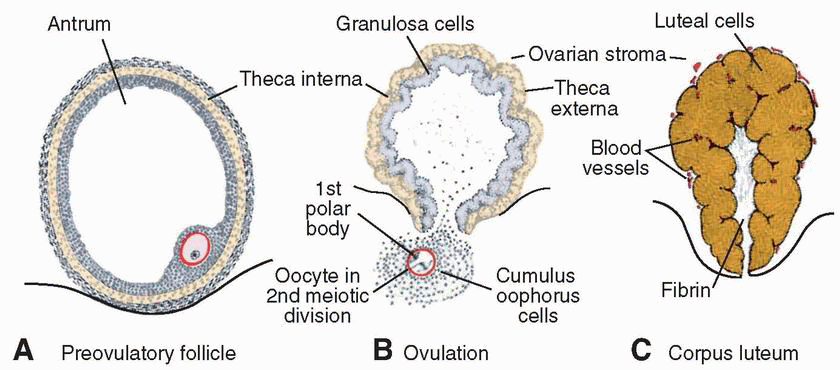 Antrum
Granulosa cells
Luteal cells
Theca interna
Ovarian stroma
Theca
externa
Blood
vessels
1st
polar
body
Oocyte in
2nd meiotic
division
Cumulus
oophorus
cells
Fibrin
A Preovulatory follicle
B Ovulation
C Corpus luteum